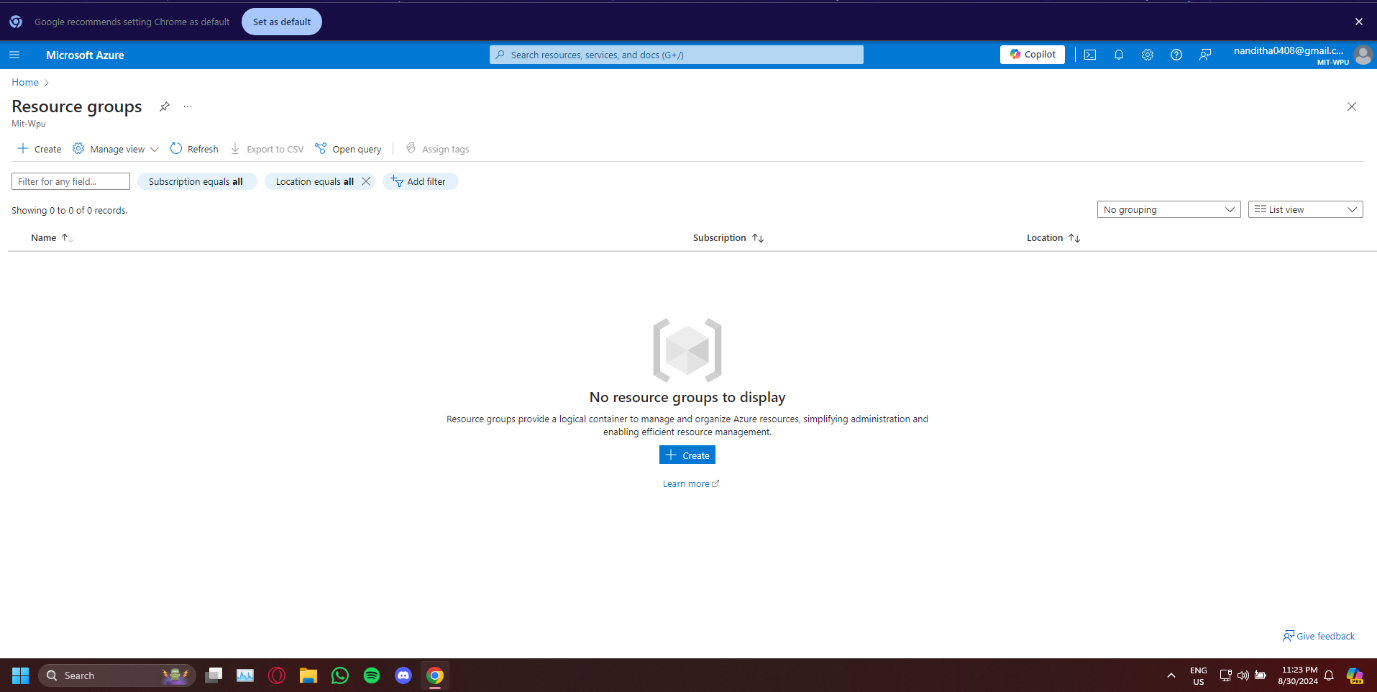 Google recommends setting Chrome as default Set as default
Microsoft Azure Search resources, services, and docs (G+/) Copilot nanditha0408@gmail.c...
MIT-WPU
Home
Resource groups ...
Mit-Wpu
Create Manage view Refresh Export to CSV Open query Assign tags
Filter for any field... Subscription equals all Location equals all Add filter
Showing 0 to 0 of 0 records. No grouping List view
Name Subscription Location
No resource groups to display
Resource groups provide a logical container to manage and organize Azure resources, simplifying administration and
enabling efficient resource management.
Create
Learn more
Give feedback
Search ENG 11:23 PM
US 8/30/2024